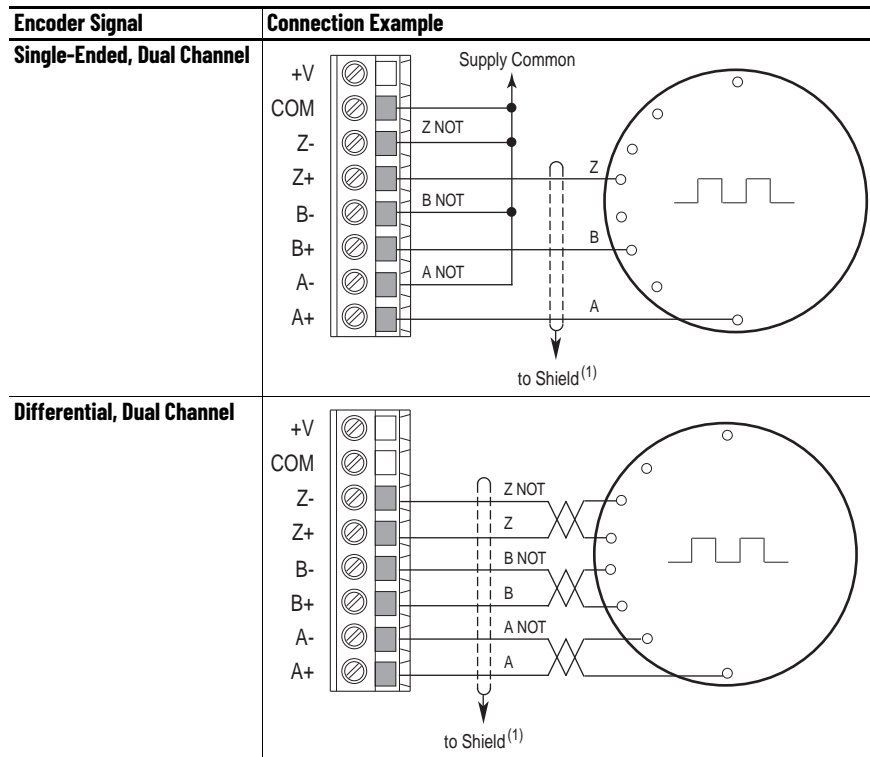 Encoder Signal
Connection Example
Single-Ended, Dual Channel
Supply Common
+V
COM
Z NOT
Z-
Z+
Z
B NOT
B-
B+
B
A NOT
A-
A+
A
to Shield(1)
Differential, Dual Channel
+V
COM
Z-
Z NOT
Z+
Z
B-
B NOT
B+
B
A-
A NOT
A+
A
to Shield(1)